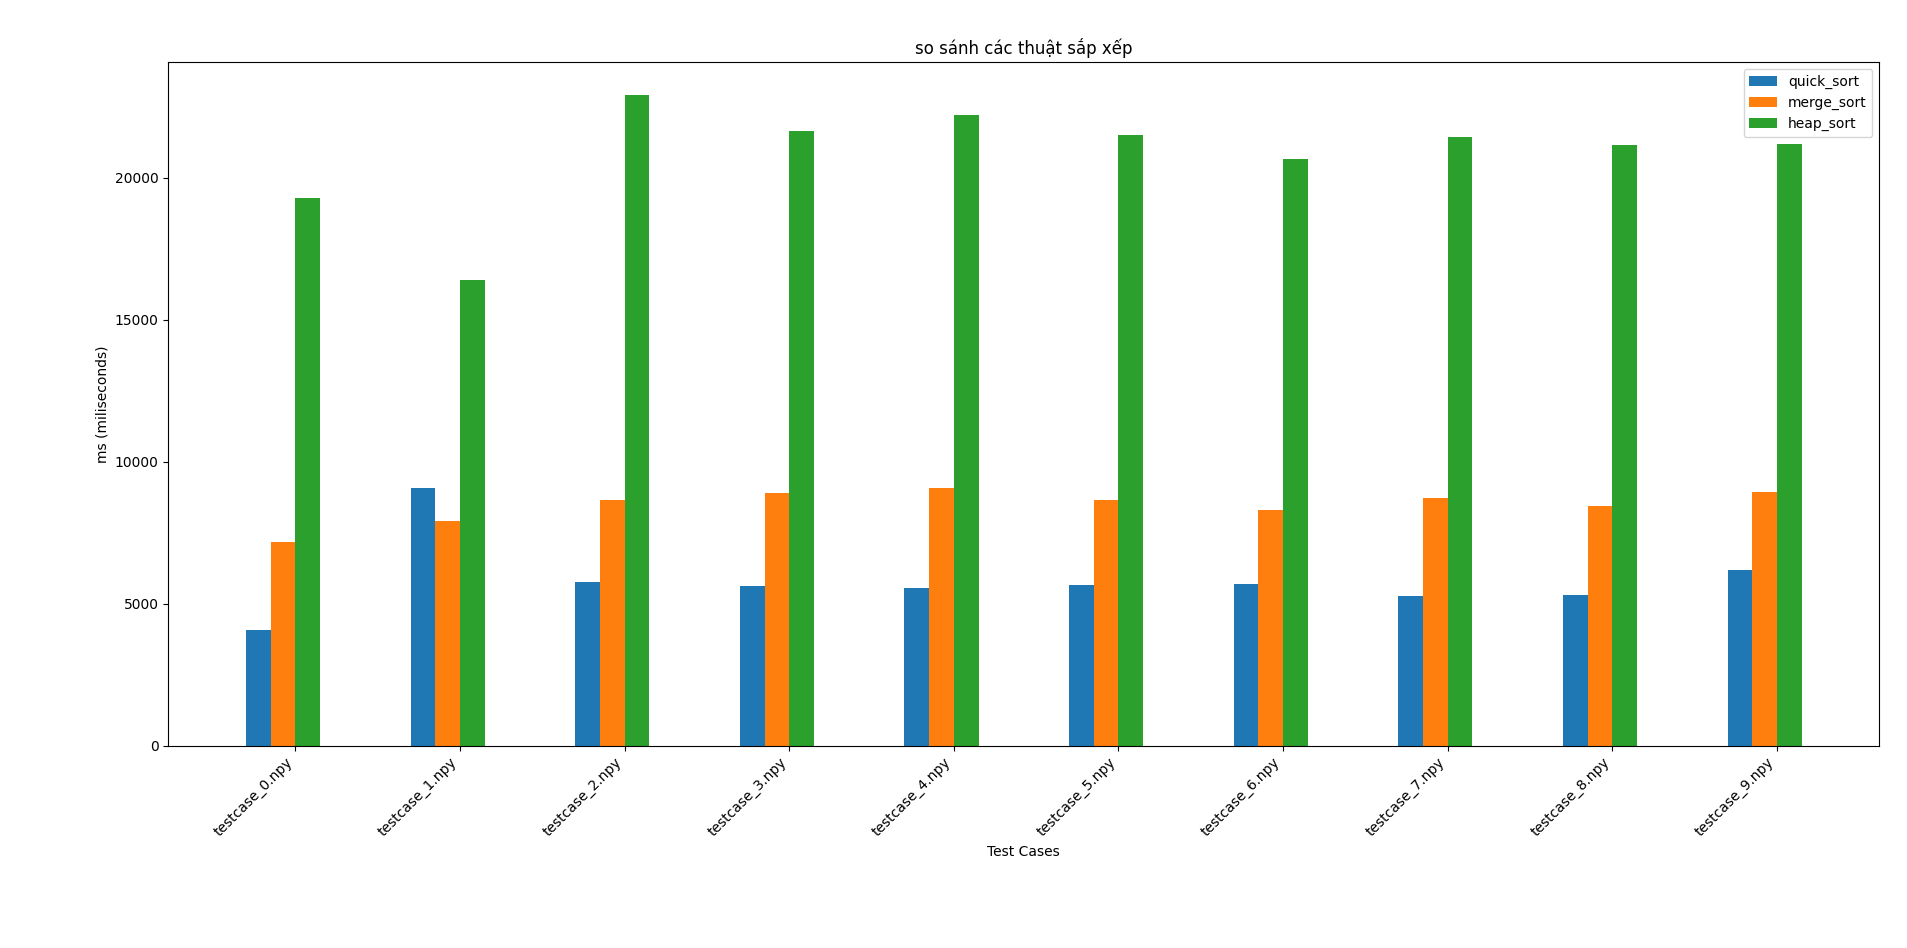 so sánh các thuật sắp xếp
quick_sort
merge_sort
heap_sort
ms (miliseconds)
20000
15000
10000
5000
0
testcase_0.npy
testcase_1.npy
testcase_2.npy
testcase_3.npy
testcase_4.npy
testcase_5.npy
testcase_6.npy
testcase_7.npy
testcase_8.npy
testcase_9.npy
Test Cases